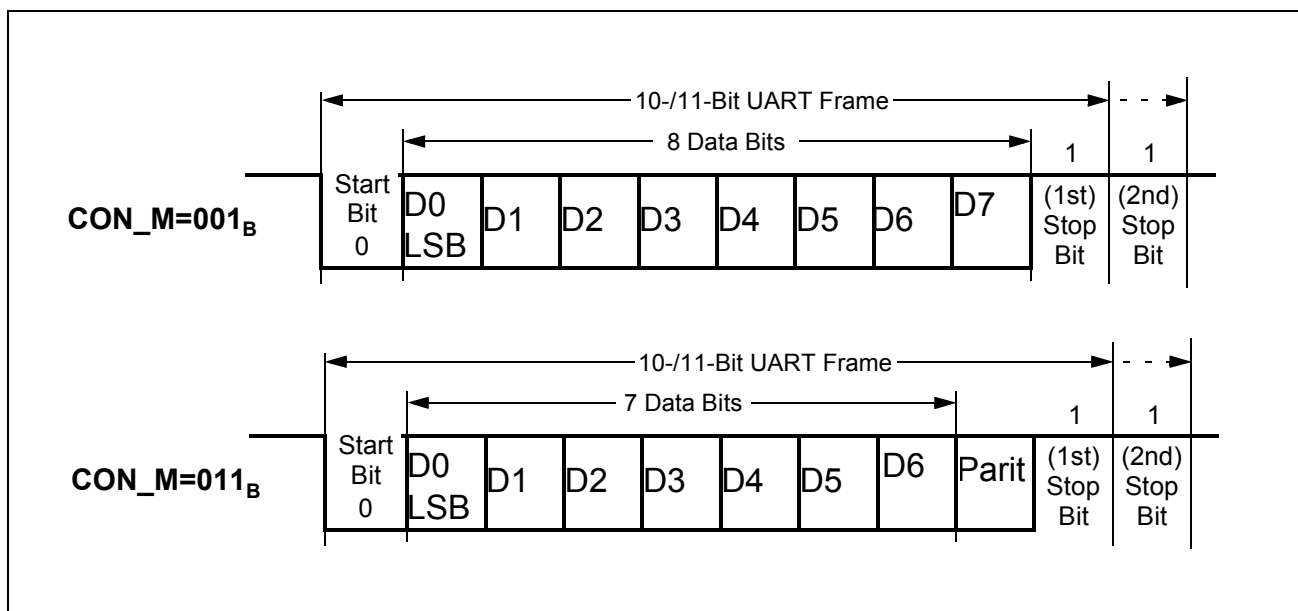 10-/11-Bit UART Frame
8 Data Bits
1
1
CON_M=001B
Start
Bit
0
D0
LSB
D1
D2
D3
D4
D5
D6
D7
(1st)
Stop
Bit
(2nd)
Stop
Bit
10-/11-Bit UART Frame
7 Data Bits
1
1
CON_M=011B
Start
Bit
0
D0
LSB
D1
D2
D3
D4
D5
D6
Parit
(1st)
Stop
Bit
(2nd)
Stop
Bit